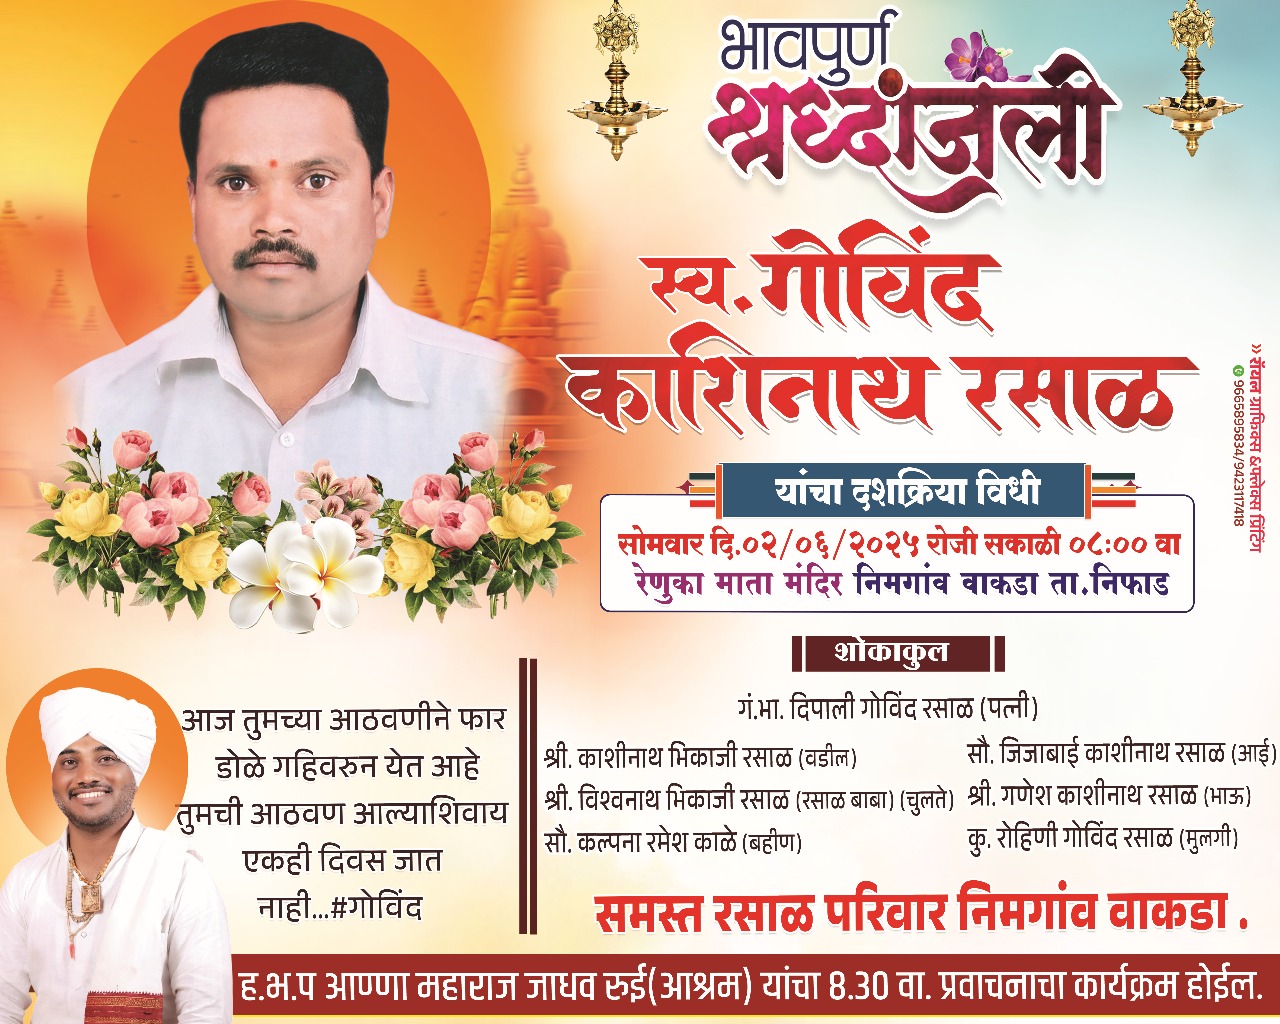 भावपुर्ण
श्रध्दांजली
स्व.गोविंद
काशिनाथ रसाळ
यांचा दशक्रिया विधी
सोमवार दि.०२/०६/२०२५ रोजी सकाळी ०८:०० वा
रेणुका माता मंदिर निमगांव वाकडा ता.निफाड
शोकाकुल
गं.भा. दिपाली गोविंद रसाळ (पत्नी)
श्री. काशीनाथ भिकाजी रसाळ (वडील)
सौ. जिजाबाई काशीनाथ रसाळ (आई)
श्री. विश्वनाथ भिकाजी रसाळ (रसाळ बाबा) (चुलते)
श्री. गणेश काशीनाथ रसाळ (भाऊ)
सौ. कल्पना रमेश काळे (बहीण)
कु. रोहिणी गोविंद रसाळ (मुलगी)
समस्त रसाळ परिवार निमगांव वाकडा .
आज तुमच्या आठवणीने फार
डोळे गहिवरुन येत आहे
तुमची आठवण आल्याशिवाय
एकही दिवस जात
नाही...#गोविंद
ह.भ.प आण्णा महाराज जाधव रुई(आश्रम) यांचा 8.30 वा. प्रवाचनाचा कार्यक्रम होईल.
» रॉयल ग्राफिक्स &फ्लेक्स प्रिंटिंग
9665895834/9423117418